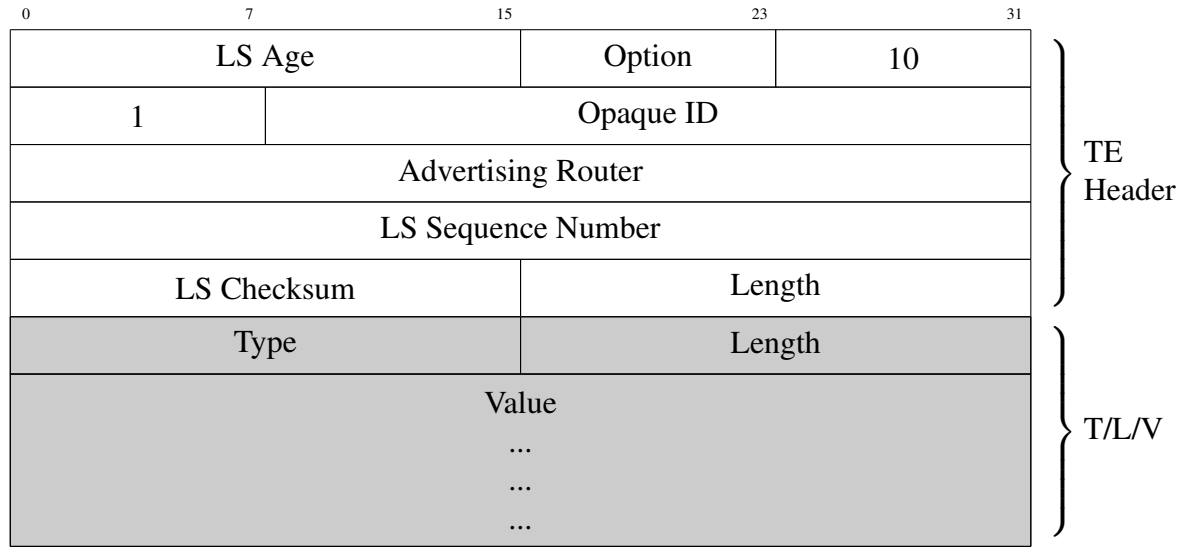 0 7 15 23 31
LS Age Option 10
1 Opaque ID
Advertising Router
LS Sequence Number
LS Checksum Length
TE
Header
Type Length
Value
...
...
...
T/L/V